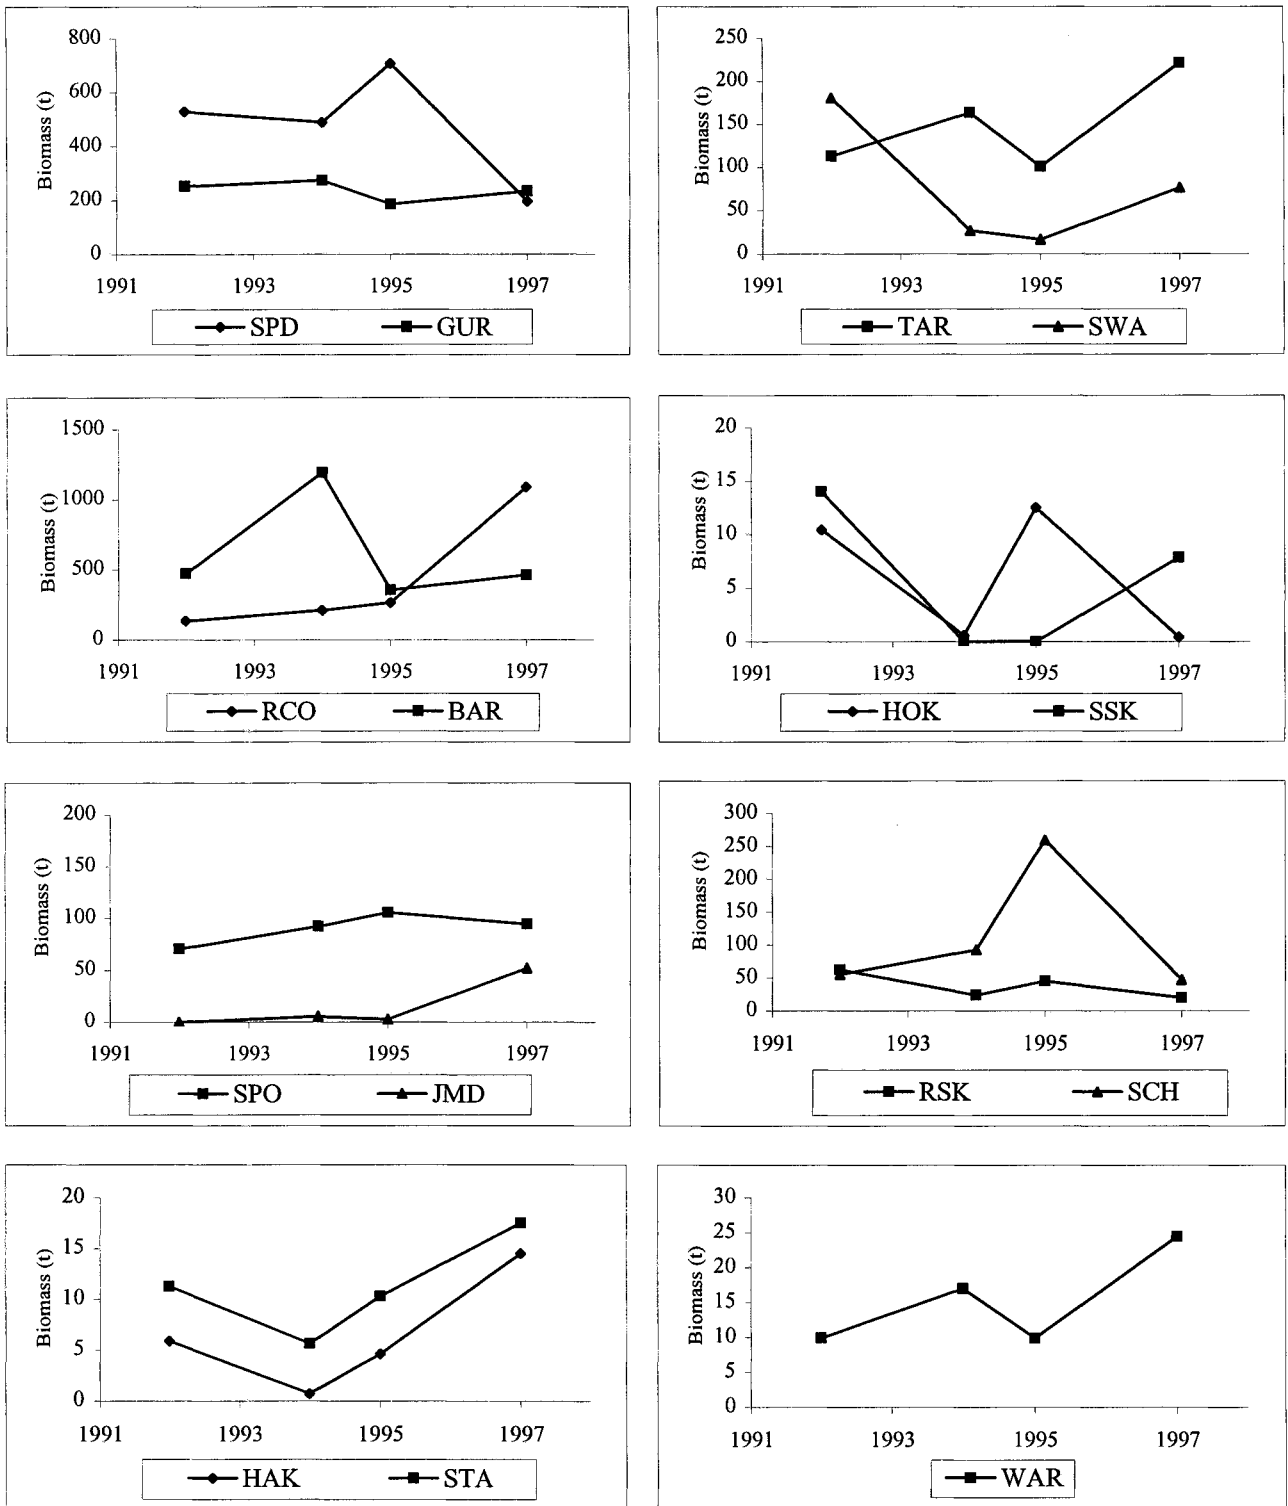 800
600
400
200
0
Biomass (t)
1991 1993 1995 1997
SPD GUR
250
200
150
100
50
0
Biomass (t)
1991 1993 1995 1997
TAR SWA
1500
1000
500
0
Biomass (t)
1991 1993 1995 1997
RCO BAR
20
15
10
5
0
Biomass (t)
1991 1993 1995 1997
HOK SSK
200
150
100
50
0
Biomass (t)
1991 1993 1995 1997
SPO JMD
300
250
200
150
100
50
0
Biomass (t)
1991 1993 1995 1997
RSK SCH
20
15
10
5
0
Biomass (t)
1991 1993 1995 1997
HAK STA
30
25
20
15
10
5
0
Biomass (t)
1991 1993 1995 1997
WAR